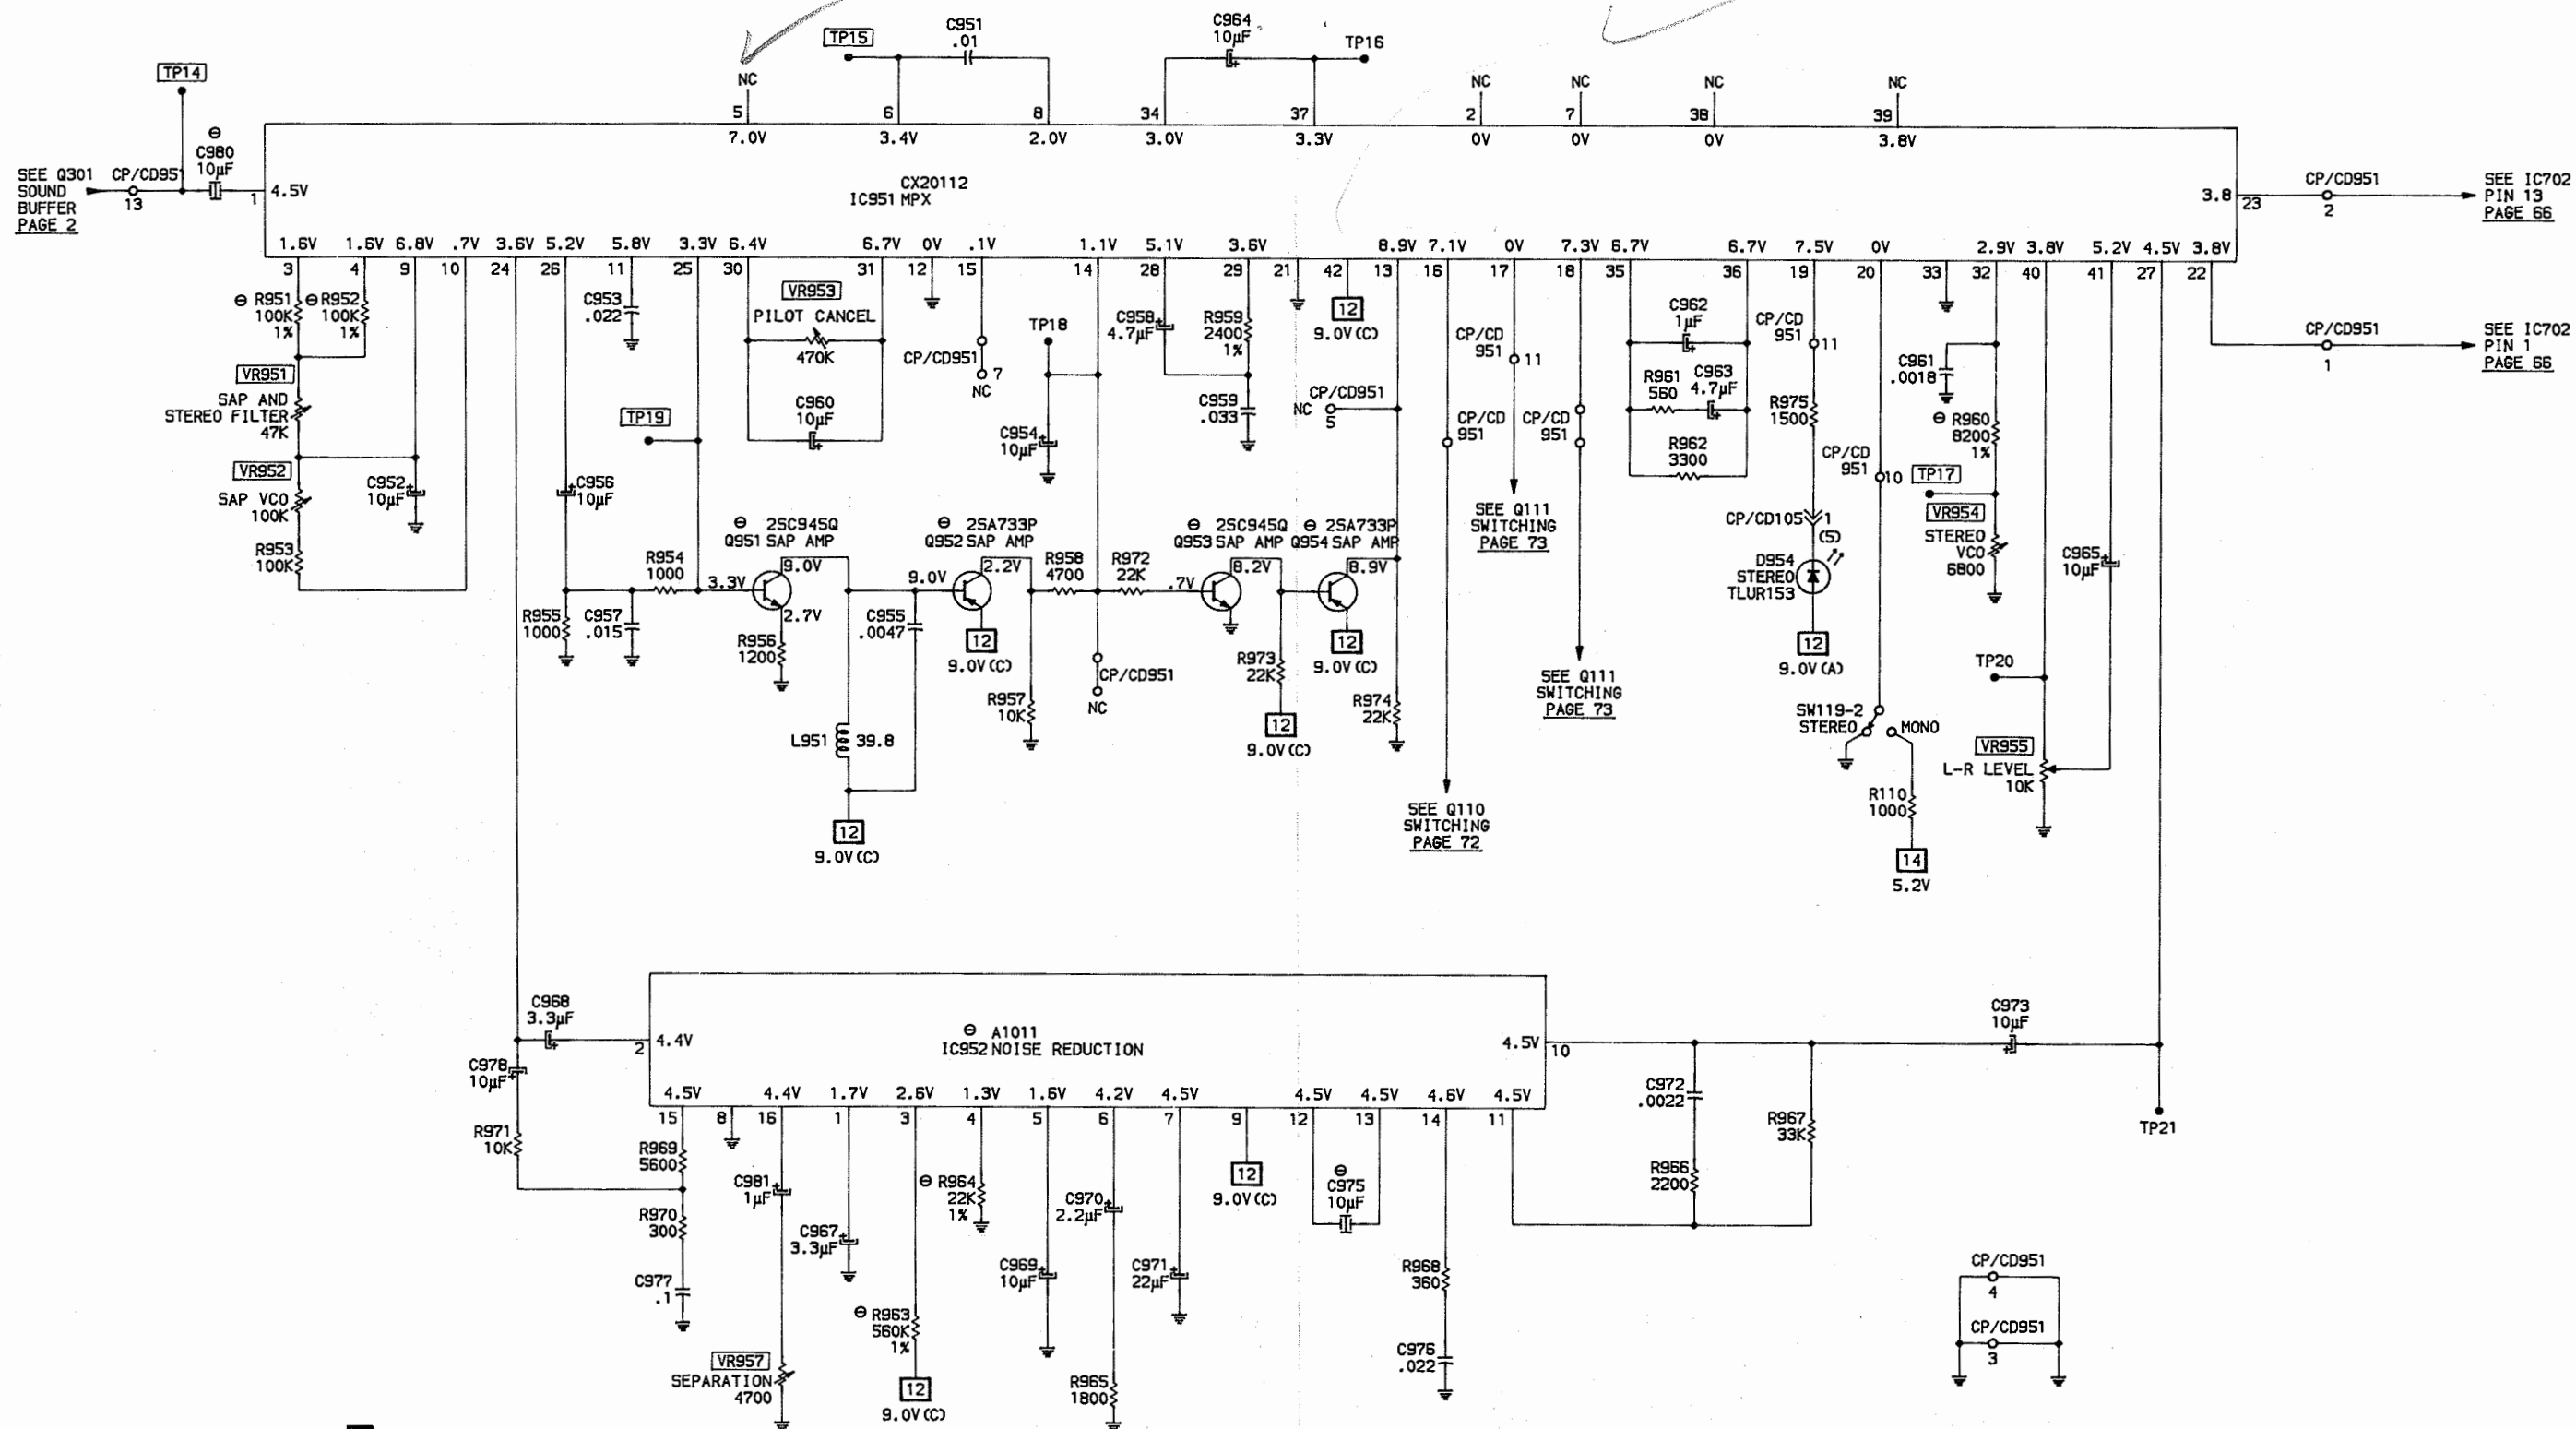 TP14
TP15
C951
.01
C964
10µF
TP16
NC
NC
NC
NC
NC
5
6
8
34
37
2
7
38
39
7.0V
3.4V
2.0V
3.0V
3.3V
0V
0V
0V
3.8V
⊖
C980
10µF
SEE Q301
SOUND
BUFFER
PAGE 2
CP/CD951
13
1
4.5V
CX20112
IC951 MPX
3.8
23
CP/CD951
2
SEE IC702
PIN 13
PAGE 66
1.6V 1.6V 6.8V .7V 3.6V 5.2V 5.8V 3.3V 6.4V 6.7V 0V .1V 1.1V 5.1V 3.6V 8.9V 7.1V 0V 7.3V 6.7V 6.7V 7.5V 0V 2.9V 3.8V 5.2V 4.5V 3.8V
3 4 9 10 24 26 11 25 30 31 12 15 14 28 29 21 42 13 16 17 18 35 36 19 20 33 32 40 41 27 22
⊖ R951
100K
1%
⊖ R952
100K
1%
C953
.022
VR953
PILOT CANCEL
470K
C960
10µF
CP/CD951
7
NC
TP18
C954
10µF
C958
4.7µF
R959
2400
1%
C959
.033
12
9.0V(C)
CP/CD951
NC
5
CP/CD
951
CP/CD
951
11
CP/CD
951
C962
1µF
R961
560
C963
4.7µF
R962
3300
CP/CD
951
11
R975
1500
CP/CD
951
10
C961
.0018
⊖ R960
8200
1%
TP17
VR954
STEREO
VCO
6800
CP/CD951
1
SEE IC702
PIN 1
PAGE 66
VR951
SAP AND
STEREO FILTER
47K
VR952
SAP VCO
100K
R953
100K
C952
10µF
TP19
C956
10µF
R954
1000
R955
1000
C957
.015
3.3V
⊖ 2SC945Q
Q951 SAP AMP
9.0V
2.7V
R956
1200
9.0V
C955
.0047
L951
39.8
12
9.0V(C)
⊖ 2SA733P
Q952 SAP AMP
2.2V
12
9.0V(C)
R958
4700
R957
10K
R972
22K
CP/CD951
NC
.7V
⊖ 2SC945Q
Q953 SAP AMP
8.2V
R973
22K
12
9.0V(C)
⊖ 2SA733P
Q954 SAP AMP
8.9V
12
9.0V(C)
R974
22K
SEE Q111
SWITCHING
PAGE 73
SEE Q111
SWITCHING
PAGE 73
SEE Q110
SWITCHING
PAGE 72
CP/CD105
1
(5)
D954
STEREO
TLUR153
12
9.0V(A)
SW119-2
STEREO
MONO
R110
1000
14
5.2V
TP20
VR955
L-R LEVEL
10K
C965
10µF
C968
3.3µF
2
4.4V
⊖ A1011
IC952 NOISE REDUCTION
4.5V
10
C973
10µF
TP21
C978
10µF
R971
10K
4.5V 4.4V 1.7V 2.6V 1.3V 1.6V 4.2V 4.5V 4.5V 4.5V 4.6V 4.5V
15 8 16 1 3 4 5 6 7 9 12 13 14 11
R969
5600
R970
300
C977
.1
C981
1µF
VR957
SEPARATION
4700
C967
3.3µF
⊖ R963
560K
1%
12
9.0V(C)
⊖ R964
22K
1%
C969
10µF
C970
2.2µF
R965
1800
C971
22µF
12
9.0V(C)
⊖
C975
10µF
R968
360
C976
.022
C972
.0022
R966
2200
R967
33K
CP/CD951
4
CP/CD951
3